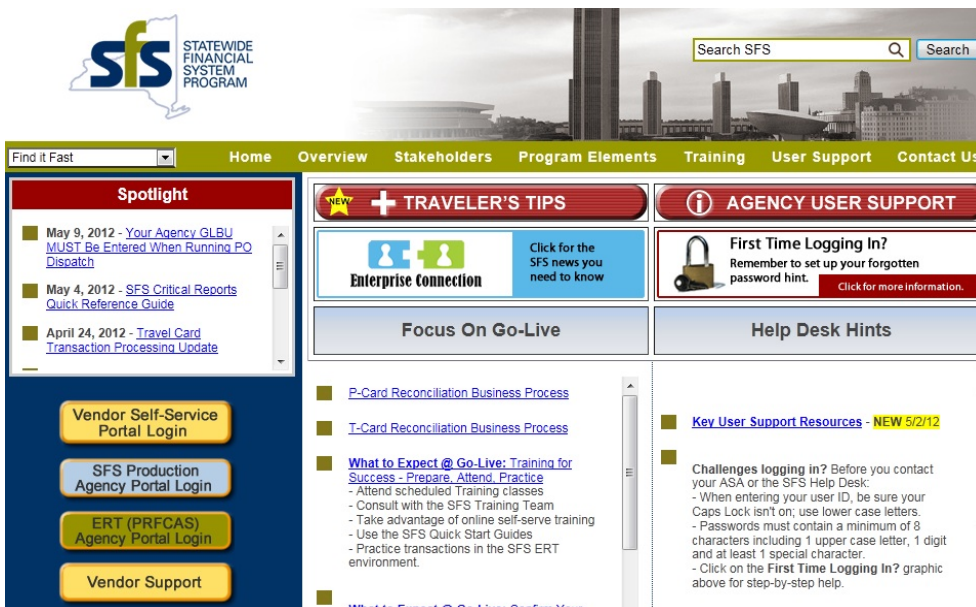 sfs
STATEWIDE
FINANCIAL
SYSTEM
PROGRAM
Search SFS
Search
Find it Fast
Home Overview Stakeholders Program Elements Training User Support Contact Us
Spotlight
May 9, 2012 - Your Agency GLBU
MUST Be Entered When Running PO
Dispatch
May 4, 2012 - SFS Critical Reports
Quick Reference Guide
April 24, 2012 - Travel Card
Transaction Processing Update
Vendor Self-Service
Portal Login
SFS Production
Agency Portal Login
ERT (PRFCAS)
Agency Portal Login
Vendor Support
NEW TRAVELER'S TIPS
Enterprise Connection
Click for the
SFS news you
need to know
Focus On Go-Live
P-Card Reconciliation Business Process
T-Card Reconciliation Business Process
What to Expect @ Go-Live: Training for
Success - Prepare, Attend, Practice
- Attend scheduled Training classes
- Consult with the SFS Training Team
- Take advantage of online self-serve training
- Use the SFS Quick Start Guides
- Practice transactions in the SFS ERT
environment.
What to Expect @ Go-Live: Confirm Your
i AGENCY USER SUPPORT
First Time Logging In?
Remember to set up your forgotten
password hint.
Click for more information.
Help Desk Hints
Key User Support Resources - NEW 5/2/12
Challenges logging in? Before you contact
your ASA or the SFS Help Desk:
- When entering your user ID, be sure your
Caps Lock isn't on; use lower case letters.
- Passwords must contain a minimum of 8
characters including 1 upper case letter, 1 digit
and at least 1 special character.
- Click on the First Time Logging In? graphic
above for step-by-step help.